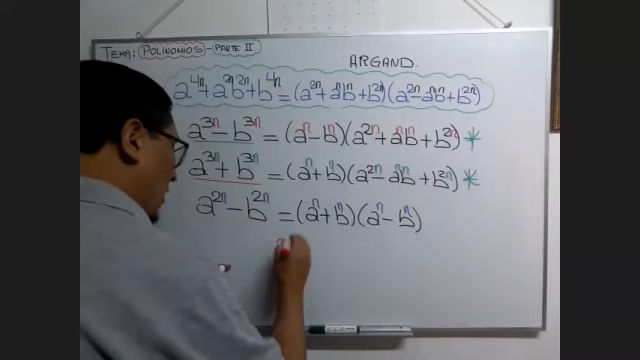 TEMA: POLINOMIOS - PARTE II
ARGAND.
a^4n + a^2n b^2n + b^4n = (a^2n + a^n b^n + b^2n)(a^2n - a^n b^n + b^2n)
a^3n - b^3n = (a^n - b^n)(a^2n + a^n b^n + b^2n) *
a^3n + b^3n = (a^n + b^n)(a^2n - a^n b^n + b^2n) *
a^2n - b^2n = (a^n + b^n)(a^n - b^n)